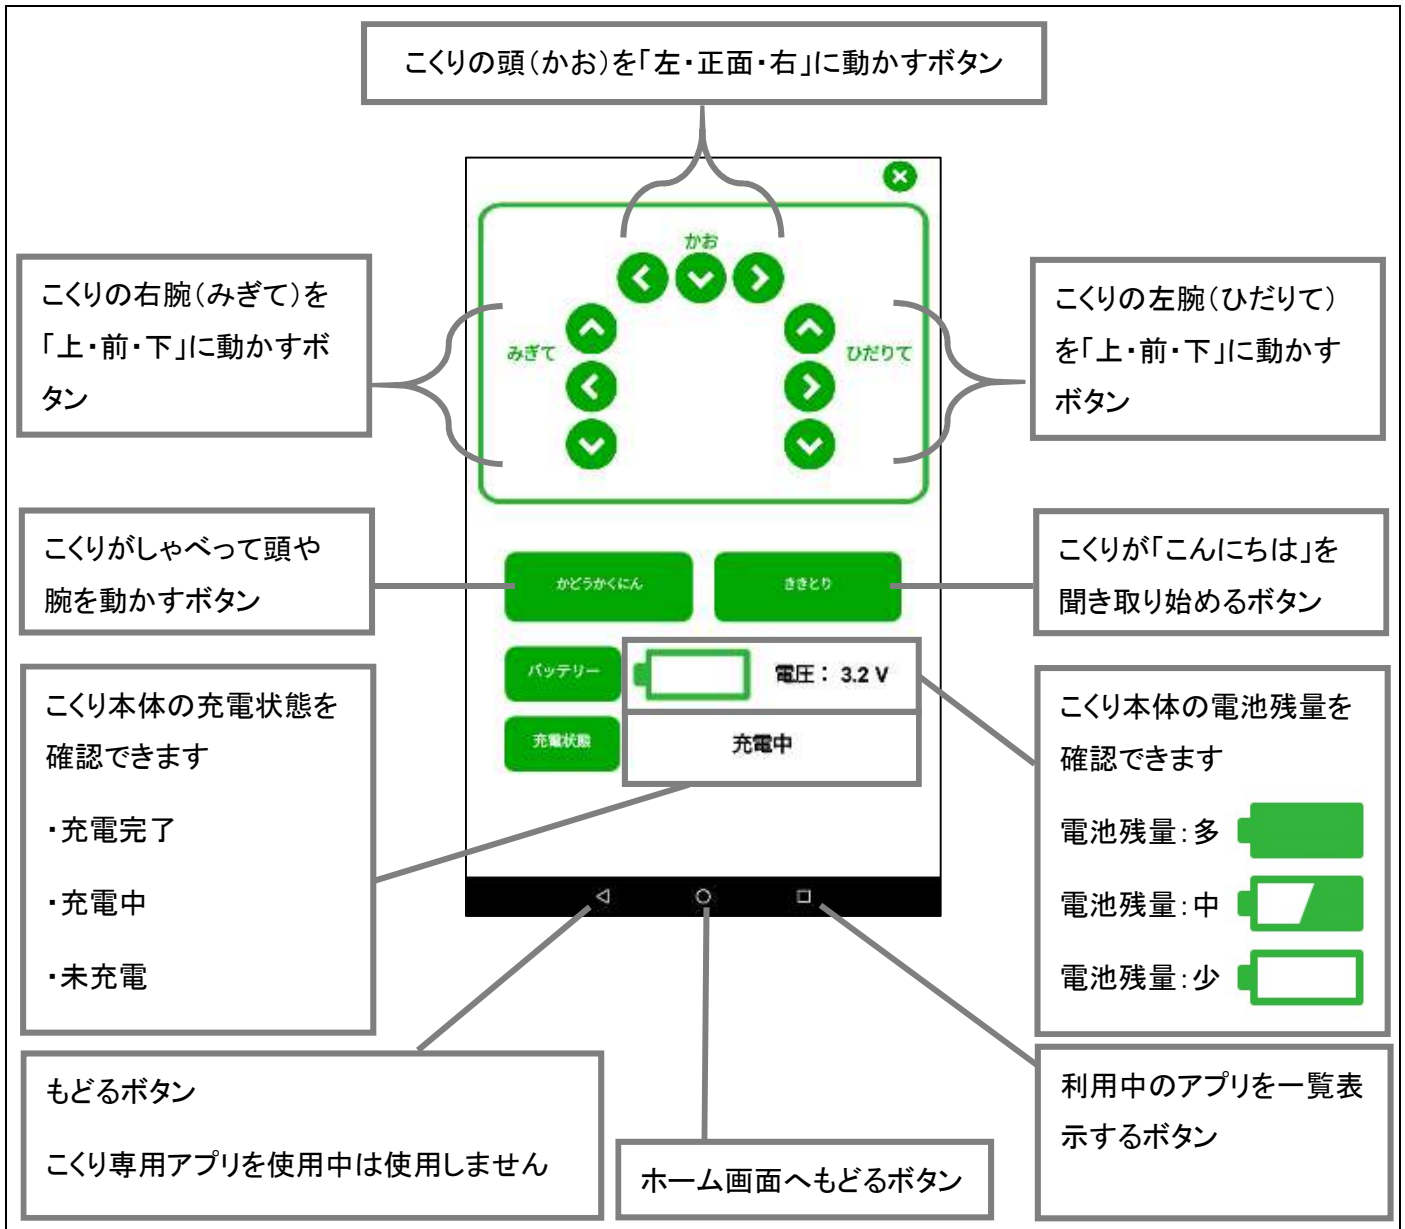 こくりの頭(かお)を「左・正面・右」に動かすボタン
かお
こくりの右腕(みぎて)を
「上・前・下」に動かすボ
タン
みぎて
ひだりて
こくりの左腕(ひだりて)
を「上・前・下」に動かす
ボタン
こくりがしゃべって頭や
腕を動かすボタン
かどうかくにん
ききとり
こくりが「こんにちは」を
聞き取り始めるボタン
バッテリー
電圧: 3.2 V
充電状態
充電中
こくり本体の充電状態を
確認できます
・充電完了
・充電中
・未充電
こくり本体の電池残量を
確認できます
電池残量:多
電池残量:中
電池残量:少
もどるボタン
こくり専用アプリを使用中は使用しません
ホーム画面へもどるボタン
利用中のアプリを一覧表
示するボタン